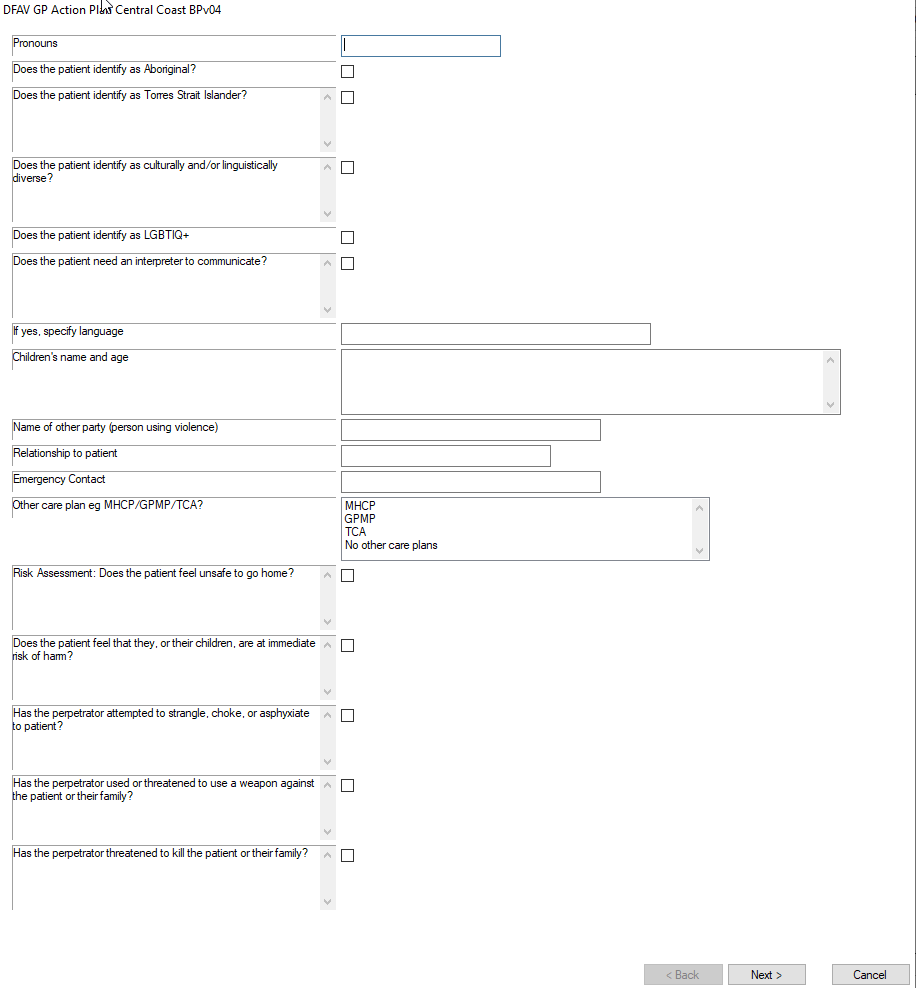 DFAV GP Action Plan Central Coast BPv04
Pronouns
Does the patient identify as Aboriginal?
Does the patient identify as Torres Strait Islander?
Does the patient identify as culturally and/or linguistically
diverse?
Does the patient identify as LGBTIQ+
Does the patient need an interpreter to communicate?
If yes, specify language
Children's name and age
Name of other party (person using violence)
Relationship to patient
Emergency Contact
Other care plan eg MHCP/GPMP/TCA?
MHCP
GPMP
TCA
No other care plans
Risk Assessment: Does the patient feel unsafe to go home?
Does the patient feel that they, or their children, are at immediate
risk of harm?
Has the perpetrator attempted to strangle, choke, or asphyxiate
to patient?
Has the perpetrator used or threatened to use a weapon against
the patient or their family?
Has the perpetrator threatened to kill the patient or their family?
< Back
Next >
Cancel